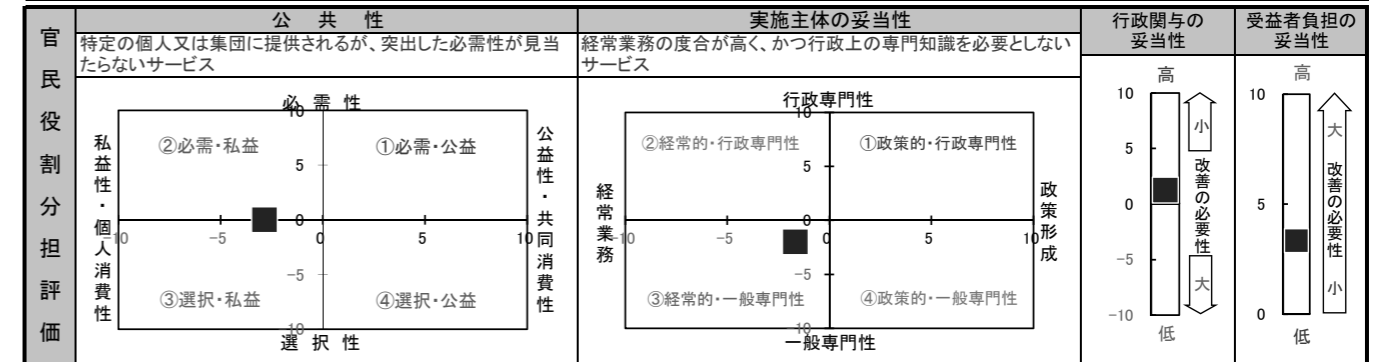 官民役割分担評価
公共性
特定の個人又は集団に提供されるが、突出した必需性が見当
たらないサービス
必需性
10
②必需・私益
①必需・公益
5
私益性・個人消費性
公益性・共同消費性
-10
-5
0
0
5
10
-5
③選択・私益
④選択・公益
-10
選択性
実施主体の妥当性
経常業務の度合が高く、かつ行政上の専門知識を必要としない
サービス
行政専門性
10
②経常的・行政専門性
①政策的・行政専門性
5
経常業務
政策形成
-10
-5
0
0
5
10
-5
③経常的・一般専門性
④政策的・一般専門性
-10
一般専門性
行政関与の
妥当性
高
10
5
0
-5
-10
低
小
改善の必要性
大
受益者負担の
妥当性
高
10
5
0
低
大
改善の必要性
小